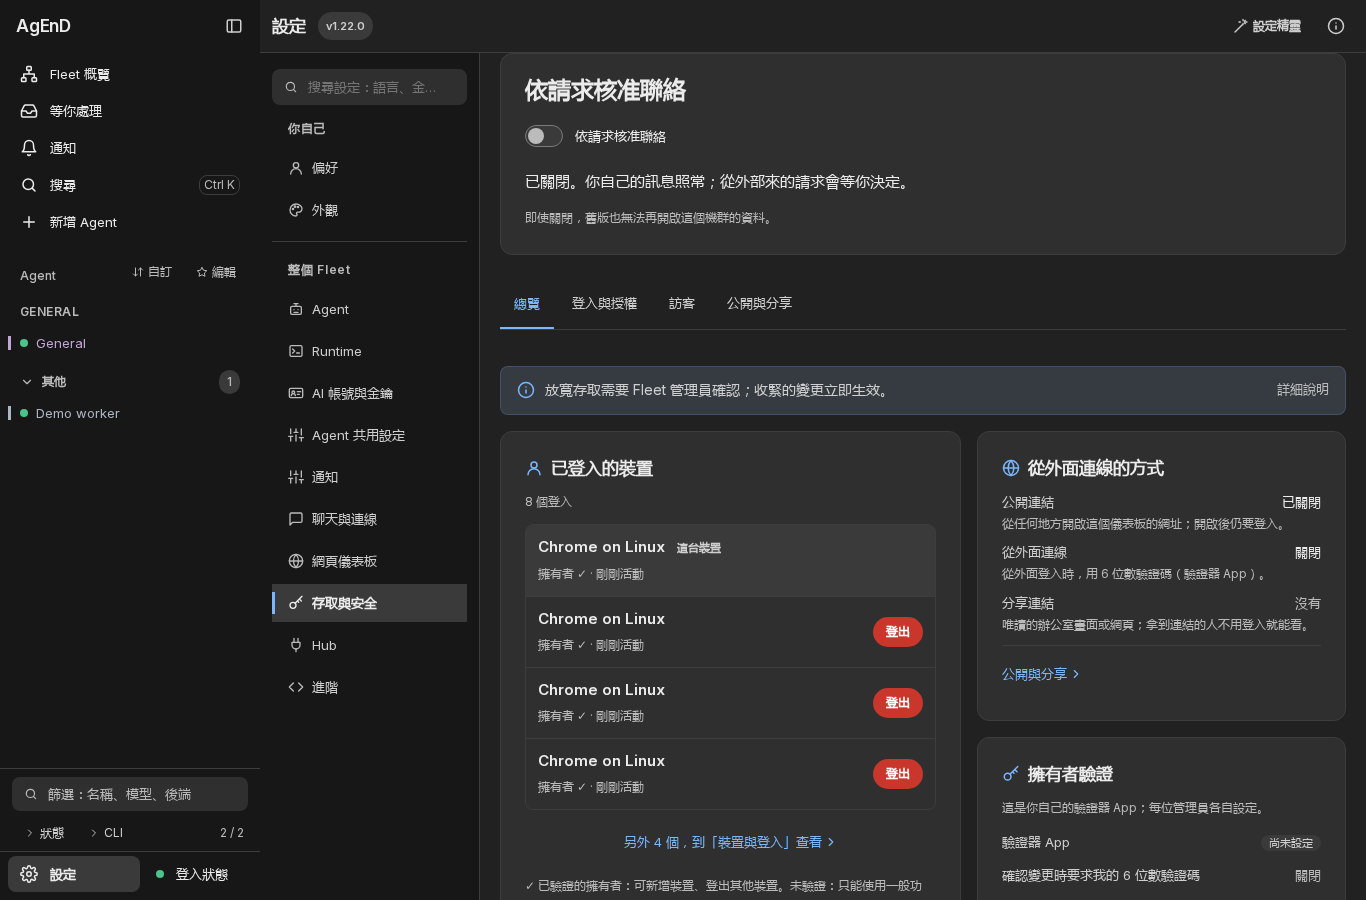 AgEnD
Fleet 概覽
等你處理
通知
搜尋
Ctrl K
新增 Agent
Agent
自訂
編輯
GENERAL
General
其他
1
Demo worker
篩選：名稱、模型、後端
狀態
CLI
2 / 2
設定
登入狀態
設定
v1.22.0
設定精靈
搜尋設定：語言、金…
你自己
偏好
外觀
整個 Fleet
Agent
Runtime
AI 帳號與金鑰
Agent 共用設定
通知
聊天與連線
網頁儀表板
存取與安全
Hub
進階
依請求核准聯絡
依請求核准聯絡
已關閉。你自己的訊息照常；從外部來的請求會等你決定。
即使關閉，舊版也無法再開啟這個機群的資料。
總覽
登入與授權
訪客
公開與分享
放寬存取需要 Fleet 管理員確認；收緊的變更立即生效。
詳細說明
已登入的裝置
8 個登入
Chrome on Linux
這台裝置
擁有者 ✓ · 剛剛活動
Chrome on Linux
擁有者 ✓ · 剛剛活動
登出
Chrome on Linux
擁有者 ✓ · 剛剛活動
登出
Chrome on Linux
擁有者 ✓ · 剛剛活動
登出
另外 4 個，到「裝置與登入」查看
✓ 已驗證的擁有者：可新增裝置、登出其他裝置。未驗證：只能使用一般功
從外面連線的方式
公開連結
已關閉
從任何地方開啟這個儀表板的網址；開啟後仍要登入。
從外面連線
關閉
從外面登入時，用 6 位數驗證碼（驗證器 App）。
分享連結
沒有
唯讀的辦公室畫面或網頁；拿到連結的人不用登入就能看。
公開與分享
擁有者驗證
這是你自己的驗證器 App；每位管理員各自設定。
驗證器 App
尚未設定
確認變更時要求我的 6 位數驗證碼
關閉